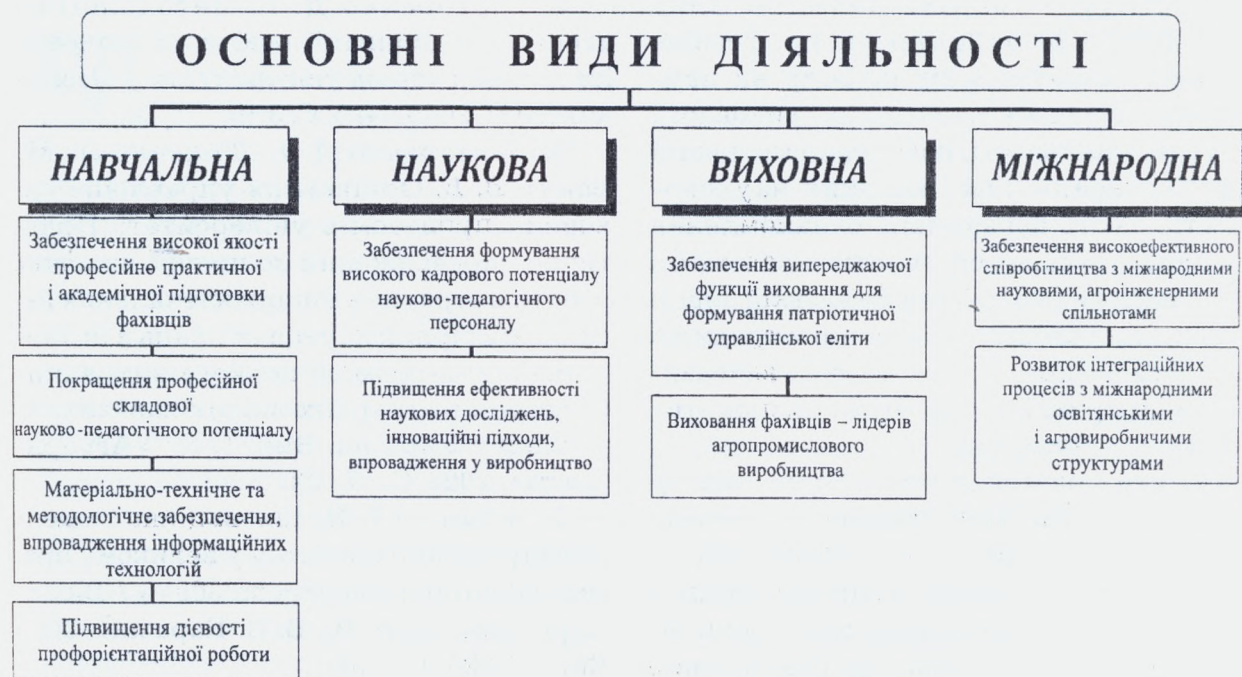 ОСНОВНІ ВИДИ ДІЯЛЬНОСТІ
НАВЧАЛЬНА
Забезпечення високої якості
професійно практичної
і академічної підготовки
фахівців
Покращення професійної
складової
науково-педагогічного потенціалу
Матеріально-технічне та
методологічне забезпечення,
впровадження інформаційних
технологій
Підвищення дієвості
профорієнтаційної роботи
НАУКОВА
Забезпечення формування
високого кадрового потенціалу
науково-педагогічного
персоналу
Підвищення ефективності
наукових досліджень,
інноваційні підходи,
впровадження у виробництво
ВИХОВНА
Забезпечення випереджаючої
функції виховання для
формування патріотичної
управлінської еліти
Виховання фахівців – лідерів
агропромислового
виробництва
МІЖНАРОДНА
Забезпечення високоефективного
співробітництва з міжнародними
науковими, агроінженерними
спільнотами
Розвиток інтеграційних
процесів з міжнародними
освітянськими
і агровиробничими
структурами